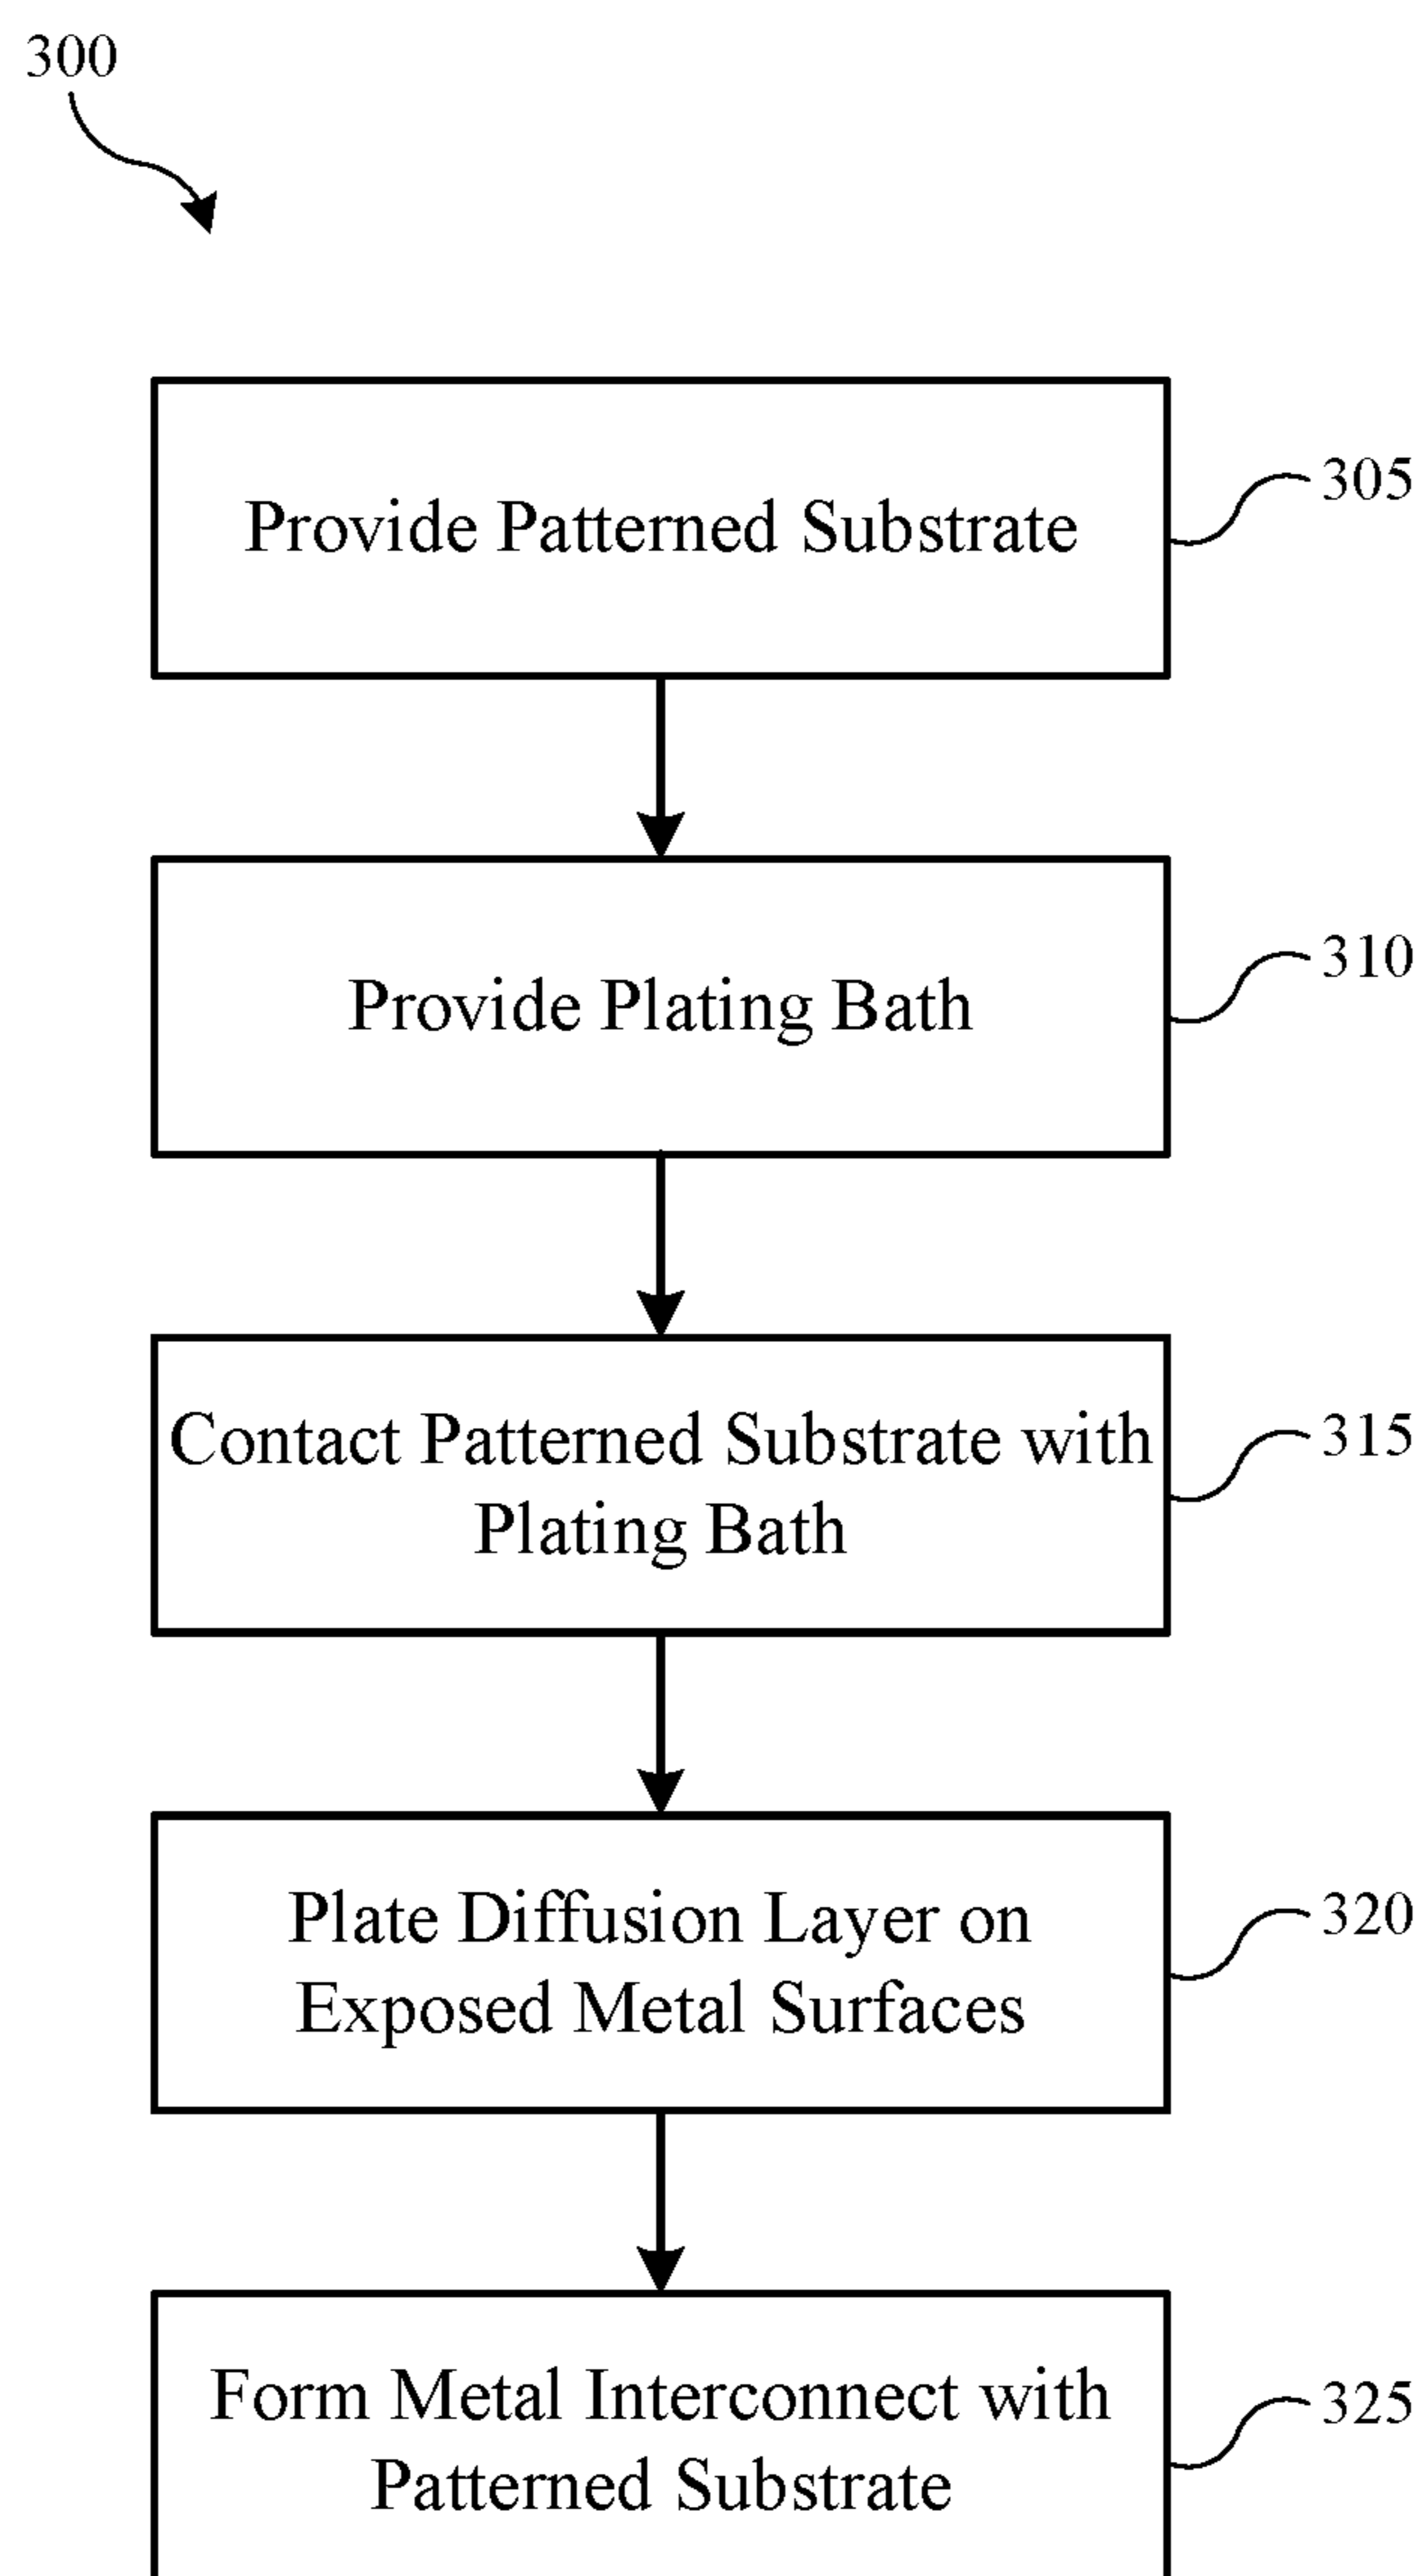 300
Provide Patterned Substrate
305
Provide Plating Bath
310
Contact Patterned Substrate with
Plating Bath
315
Plate Diffusion Layer on
Exposed Metal Surfaces
320
Form Metal Interconnect with
Patterned Substrate
325